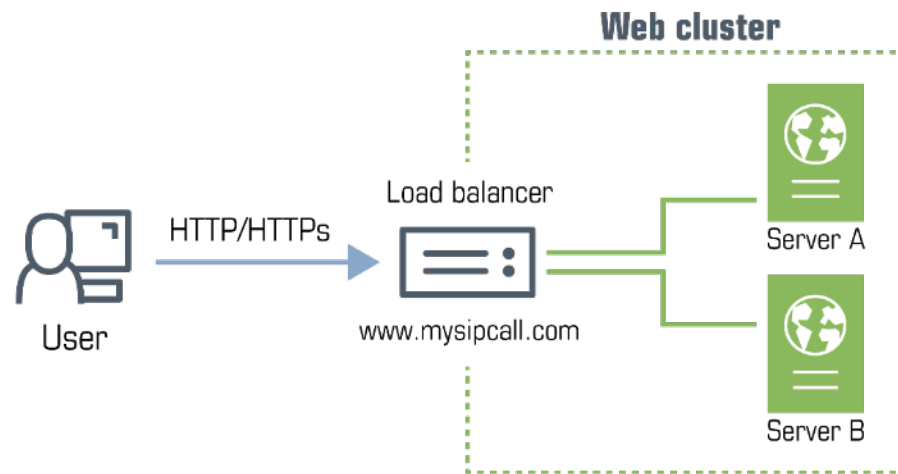 Web cluster
Load balancer
HTTP/HTTPs
Server A
User
www.mysipcall.com
Server B